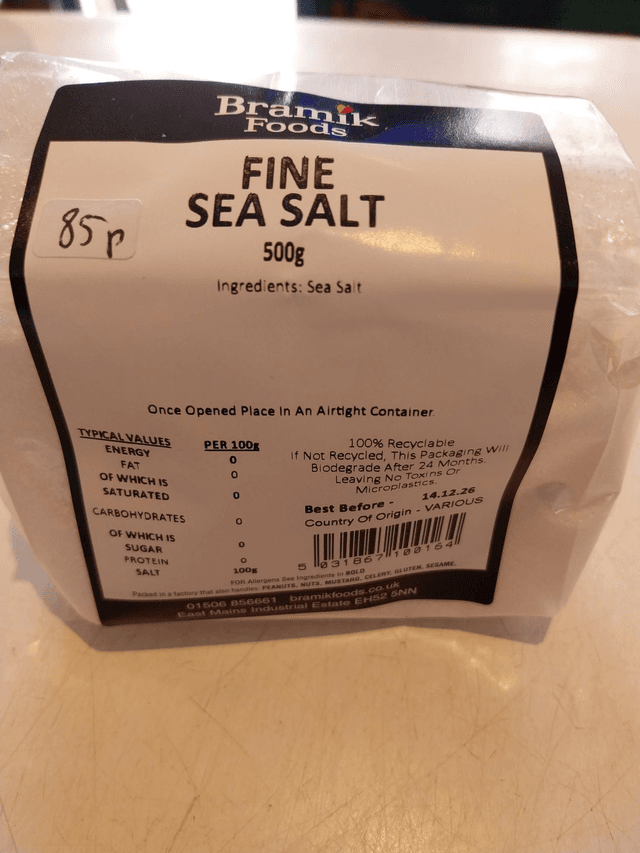 Bramik
Foods
FINE
SEA SALT
85p
500g
Ingredients: Sea Salt
Once Opened Place In An Airtight Container.
TYPICAL VALUES PER 100g
ENERGY 0
FAT 0
OF WHICH IS
SATURATED 0
CARBOHYDRATES 0
OF WHICH IS
SUGAR 0
PROTEIN 0
SALT 100g
100% Recyclable
If Not Recycled, This Packaging Will
Biodegrade After 24 Months.
Leaving No Toxins Or
Microplastics.
Best Before - 14.12.26
Country Of Origin - VARIOUS
5 031867 100164
FOR Allergens See Ingredients in BOLD
Packed in a factory that also handles: PEANUTS, NUTS, MUSTARD, CELERY, GLUTEN, SESAME.
01506 856661 bramikfoods.co.uk
East Mains Industrial Estate EH52 5NN